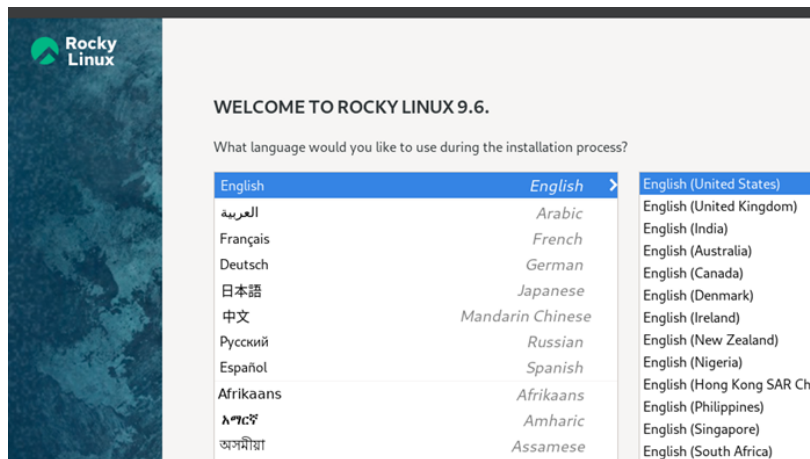 Rocky
Linux
WELCOME TO ROCKY LINUX 9.6.
What language would you like to use during the installation process?
English English
العربية Arabic
Français French
Deutsch German
日本語 Japanese
中文 Mandarin Chinese
Русский Russian
Español Spanish
Afrikaans Afrikaans
አማርኛ Amharic
অসমীয়া Assamese
English (United States)
English (United Kingdom)
English (India)
English (Australia)
English (Canada)
English (Denmark)
English (Ireland)
English (New Zealand)
English (Nigeria)
English (Hong Kong SAR Ch
English (Philippines)
English (Singapore)
English (South Africa)